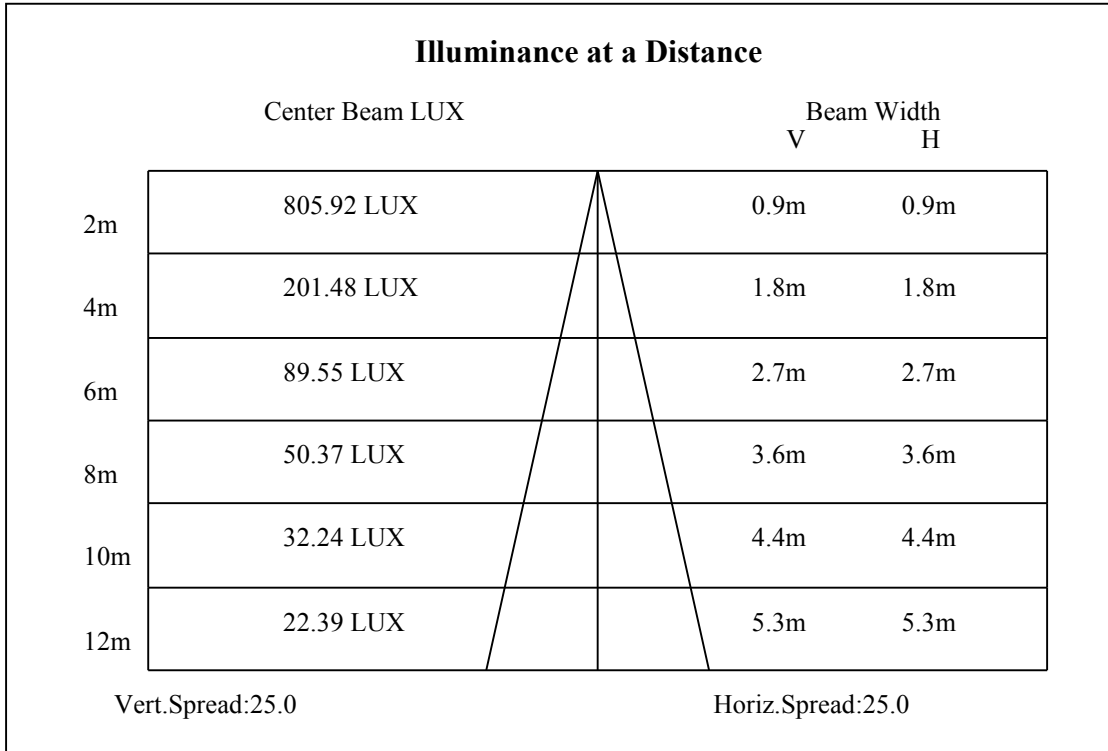 Illuminance at a Distance
Center Beam LUX Beam Width
V H
2m 805.92 LUX 0.9m 0.9m
4m 201.48 LUX 1.8m 1.8m
6m 89.55 LUX 2.7m 2.7m
8m 50.37 LUX 3.6m 3.6m
10m 32.24 LUX 4.4m 4.4m
12m 22.39 LUX 5.3m 5.3m
Vert.Spread:25.0 Horiz.Spread:25.0